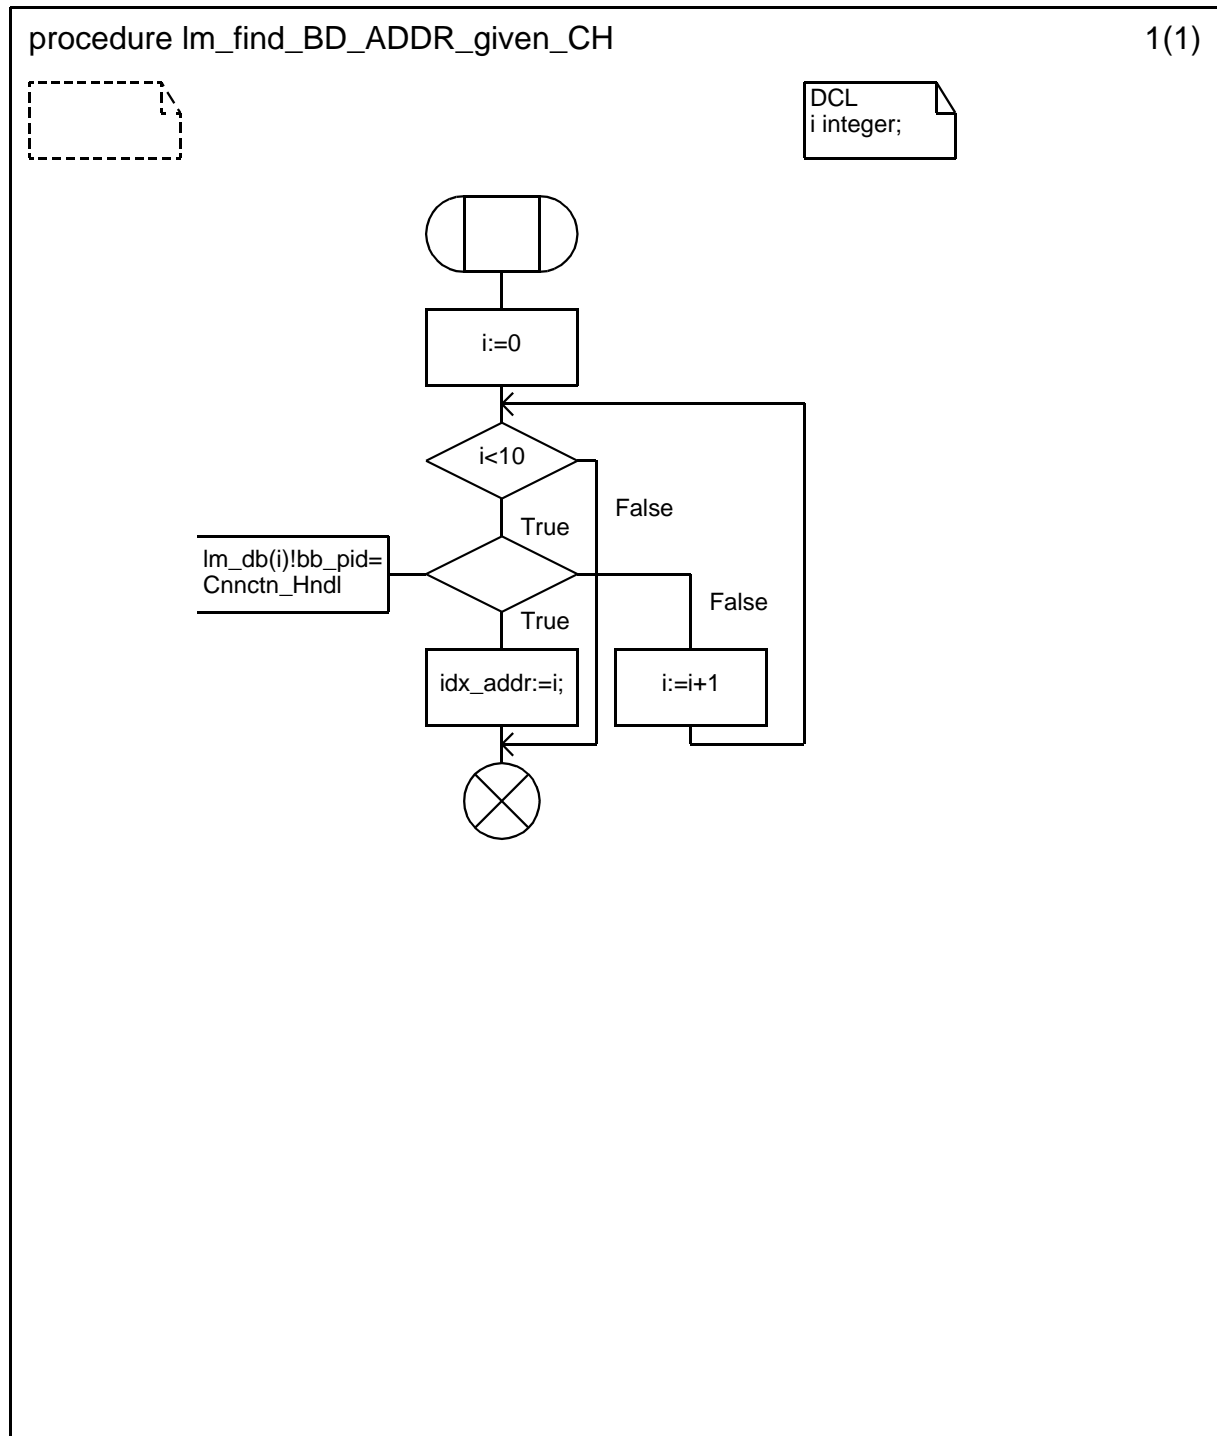 procedure lm_find_BD_ADDR_given_CH
1(1)
DCL
i integer;
i:=0
i<10
False
True
lm_db(i)!bb_pid=
Cnnctn_Hndl
False
True
idx_addr:=i;
i:=i+1